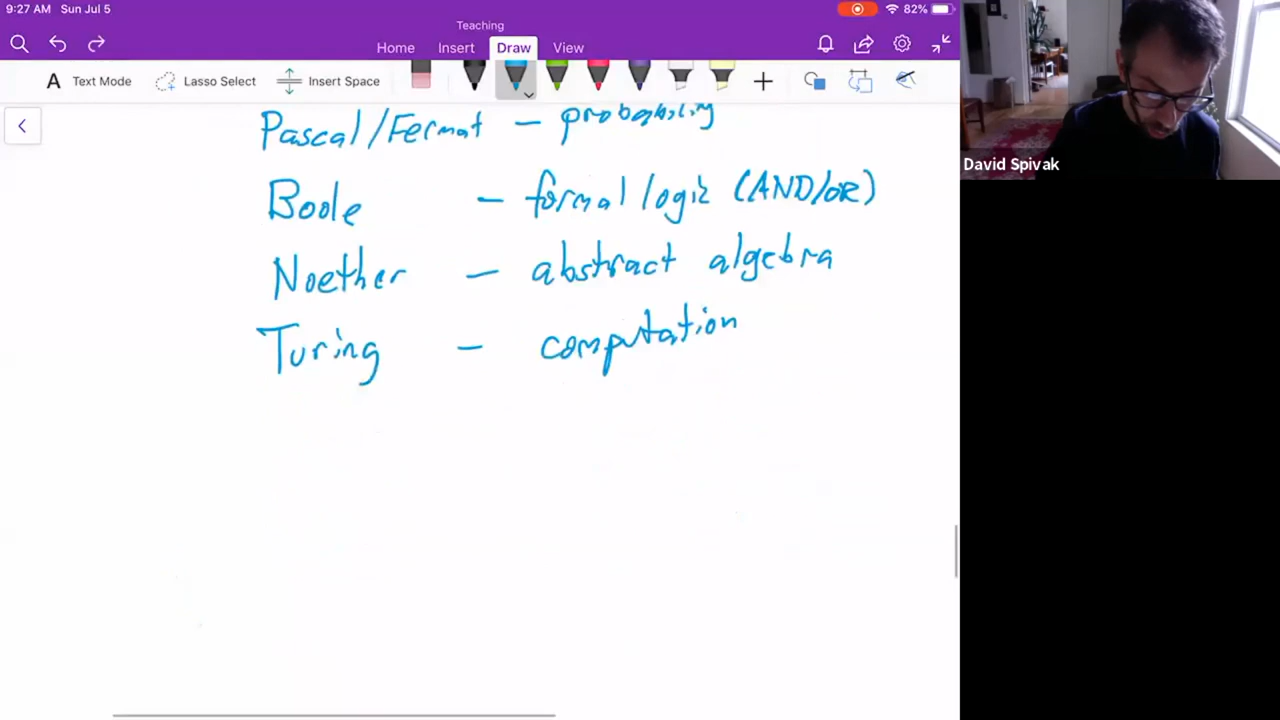 9:27 AM Sun Jul 5
82%
Teaching
Home Insert Draw View
Text Mode Lasso Select Insert Space
David Spivak
Pascal/Fermat - probability
Boole - formal logic (AND/OR)
Noether - abstract algebra
Turing - computation